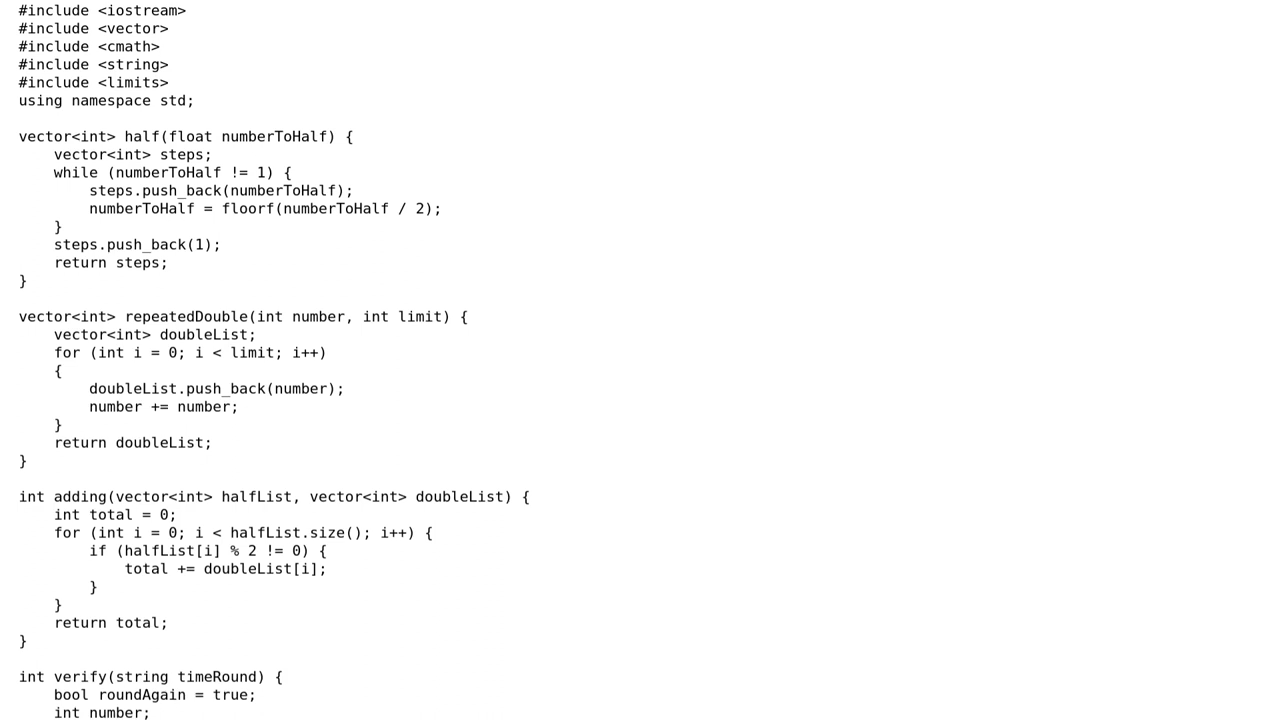 #include <iostream>
#include <vector>
#include <cmath>
#include <string>
#include <limits>
using namespace std;

vector<int> half(float numberToHalf) {
    vector<int> steps;
    while (numberToHalf != 1) {
        steps.push_back(numberToHalf);
        numberToHalf = floorf(numberToHalf / 2);
    }
    steps.push_back(1);
    return steps;
}

vector<int> repeatedDouble(int number, int limit) {
    vector<int> doubleList;
    for (int i = 0; i < limit; i++)
    {
        doubleList.push_back(number);
        number += number;
    }
    return doubleList;
}

int adding(vector<int> halfList, vector<int> doubleList) {
    int total = 0;
    for (int i = 0; i < halfList.size(); i++) {
        if (halfList[i] % 2 != 0) {
            total += doubleList[i];
        }
    }
    return total;
}

int verify(string timeRound) {
    bool roundAgain = true;
    int number;